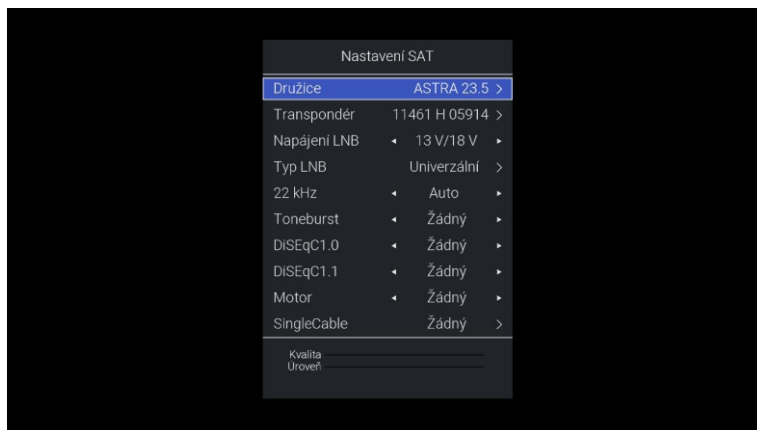 Nastavení SAT
Družice ASTRA 23.5 >
Transpondér 11461 H 05914 >
Napájení LNB ◂ 13 V/18 V ▸
Typ LNB Univerzální >
22 kHz ◂ Auto ▸
Toneburst ◂ Žádný ▸
DiSEqC1.0 ◂ Žádný ▸
DiSEqC1.1 ◂ Žádný ▸
Motor ◂ Žádný ▸
SingleCable Žádný >
Kvalita
Úroveň